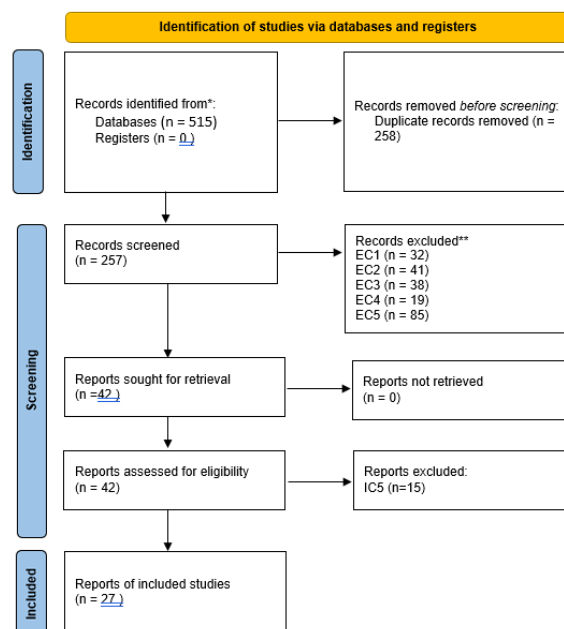 Identification of studies via databases and registers
Identification
Records identified from*:
Databases (n = 515)
Registers (n = 0 )
Records removed before screening:
Duplicate records removed (n =
258)
Screening
Records screened
(n = 257)
Records excluded**
EC1 (n = 32)
EC2 (n = 41)
EC3 (n = 38)
EC4 (n = 19)
EC5 (n = 85)
Reports sought for retrieval
(n =42 )
Reports not retrieved
(n = 0)
Reports assessed for eligibility
(n = 42)
Reports excluded:
IC5 (n=15)
Included
Reports of included studies
(n = 27 )